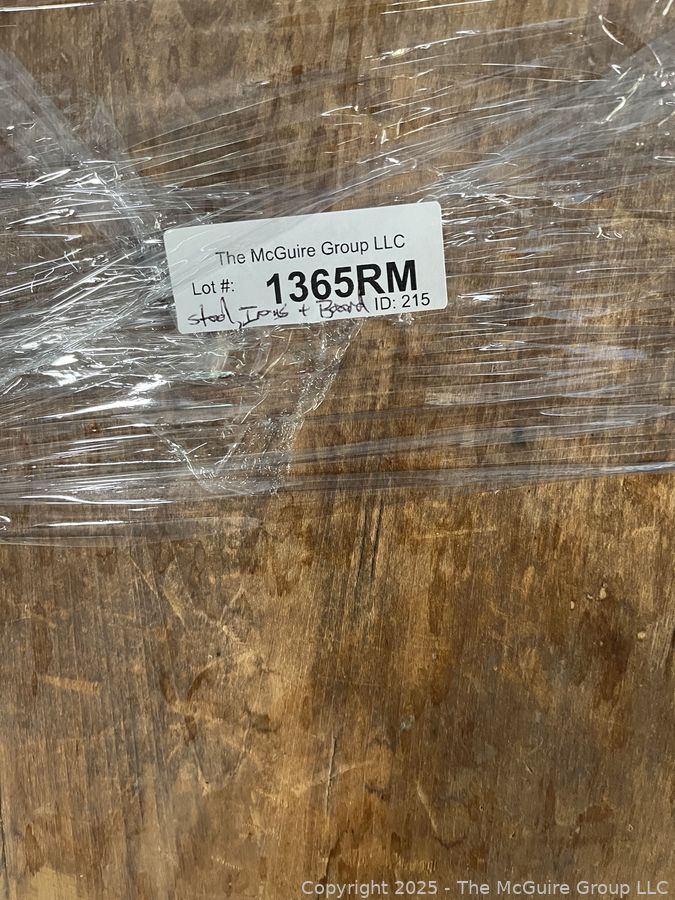 The McGuire Group LLC
Lot #: 1365RM
Stool, Irons + Board ID: 215
Copyright 2025 - The McGuire Group LLC